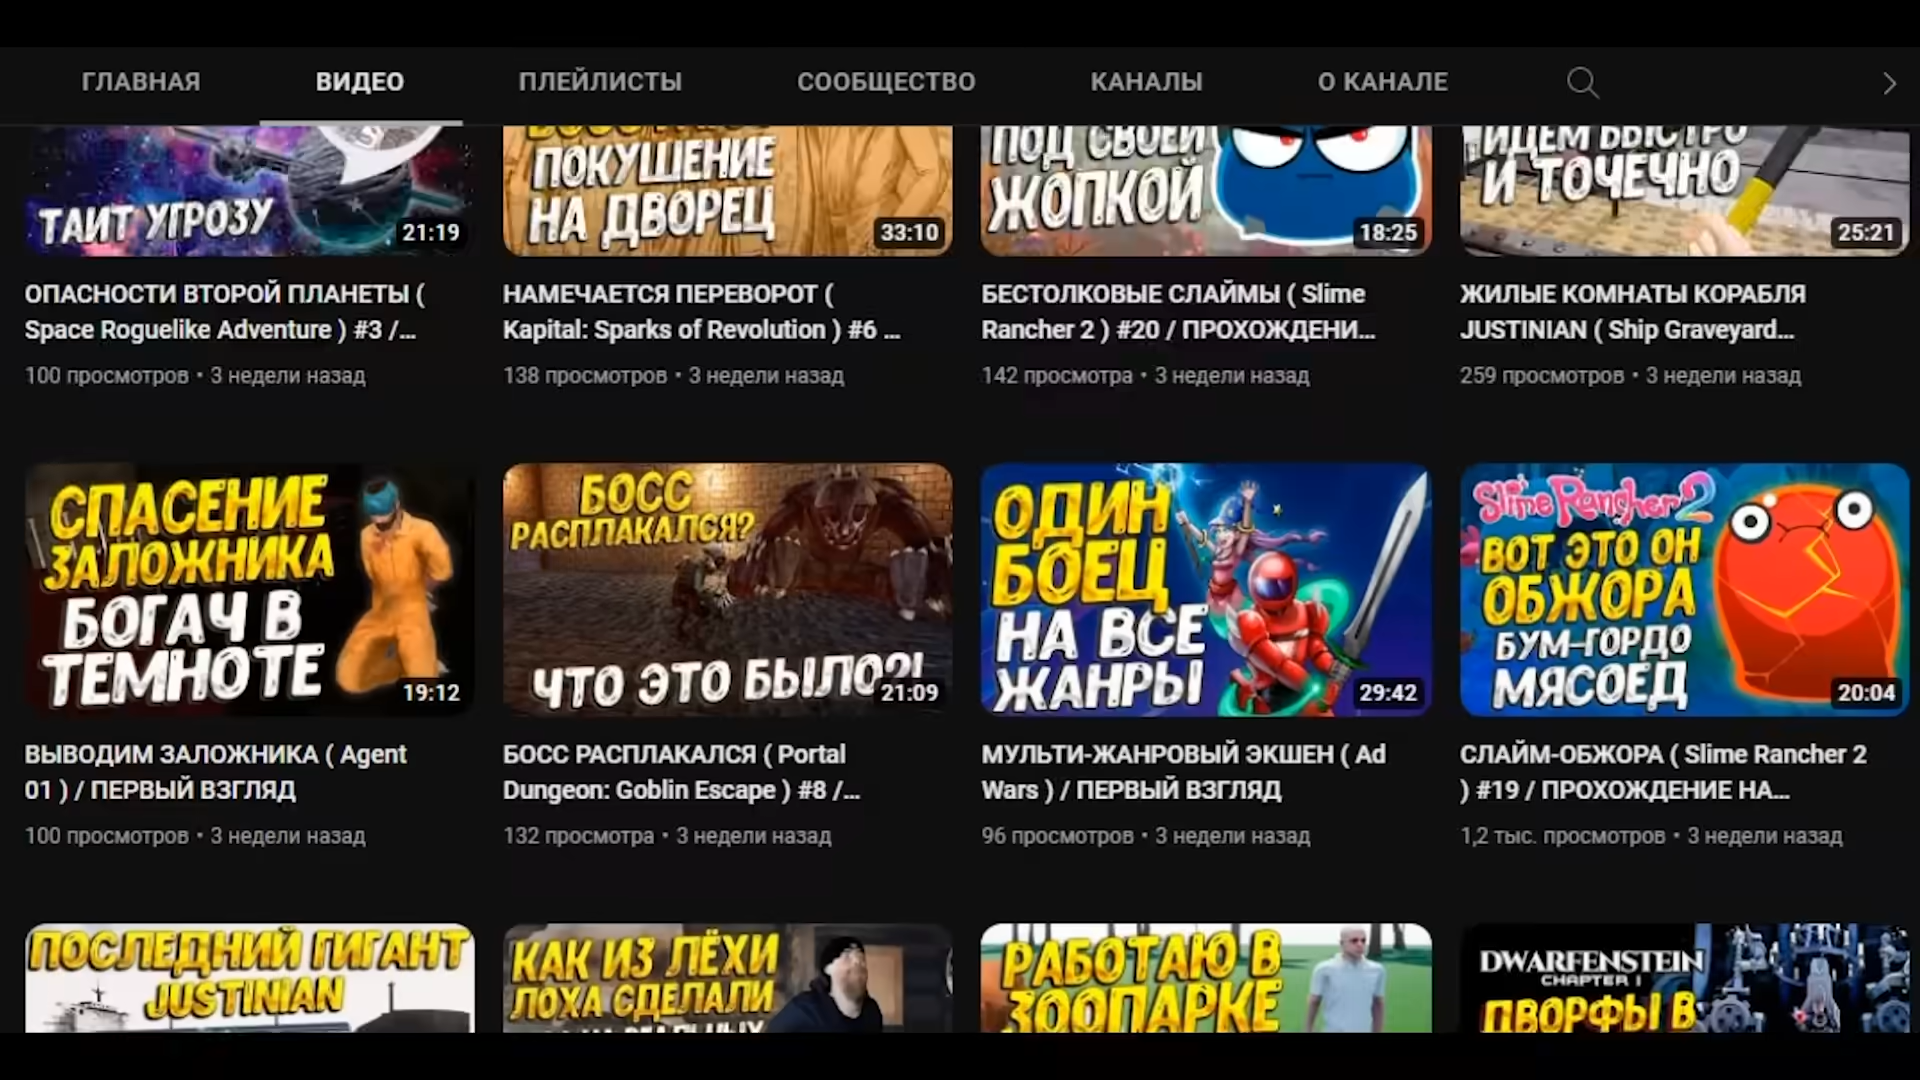 ГЛАВНАЯ ВИДЕО ПЛЕЙЛИСТЫ СООБЩЕСТВО КАНАЛЫ О КАНАЛЕ
ТАИТ УГРОЗУ
21:19
ПОКУШЕНИЕ
НА ДВОРЕЦ
33:10
ПОД СВОЕЙ
ЖОПКОЙ
18:25
ИДЕМ БЫСТРО
И ТОЧЕЧНО
25:21
ОПАСНОСТИ ВТОРОЙ ПЛАНЕТЫ (
Space Roguelike Adventure ) #3 /...
100 просмотров • 3 недели назад
НАМЕЧАЕТСЯ ПЕРЕВОРОТ (
Kapital: Sparks of Revolution ) #6 ...
138 просмотров • 3 недели назад
БЕСТОЛКОВЫЕ СЛАЙМЫ ( Slime
Rancher 2 ) #20 / ПРОХОЖДЕНИ...
142 просмотра • 3 недели назад
ЖИЛЫЕ КОМНАТЫ КОРАБЛЯ
JUSTINIAN ( Ship Graveyard...
259 просмотров • 3 недели назад
СПАСЕНИЕ
ЗАЛОЖНИКА
БОГАЧ В
ТЕМНОТЕ
19:12
БОСС
РАСПЛАКАЛСЯ?
ЧТО ЭТО БЫЛО?!
21:09
ОДИН
БОЕЦ
НА ВСЕ
ЖАНРЫ
29:42
Slime Rancher 2
ВОТ ЭТО ОН
ОБЖОРА
БУМ-ГОРДО
МЯСОЕД
20:04
ВЫВОДИМ ЗАЛОЖНИКА ( Agent
01 ) / ПЕРВЫЙ ВЗГЛЯД
100 просмотров • 3 недели назад
БОСС РАСПЛАКАЛСЯ ( Portal
Dungeon: Goblin Escape ) #8 /...
132 просмотра • 3 недели назад
МУЛЬТИ-ЖАНРОВЫЙ ЭКШЕН ( Ad
Wars ) / ПЕРВЫЙ ВЗГЛЯД
96 просмотров • 3 недели назад
СЛАЙМ-ОБЖОРА ( Slime Rancher 2
) #19 / ПРОХОЖДЕНИЕ НА...
1,2 тыс. просмотров • 3 недели назад
ПОСЛЕДНИЙ ГИГАНТ
JUSTINIAN
КАК ИЗ ЛЁХИ
ЛОХА СДЕЛАЛИ
РАБОТАЮ В
ЗООПАРКЕ
DWARFENSTEIN
CHAPTER I
ДВОРФЫ В